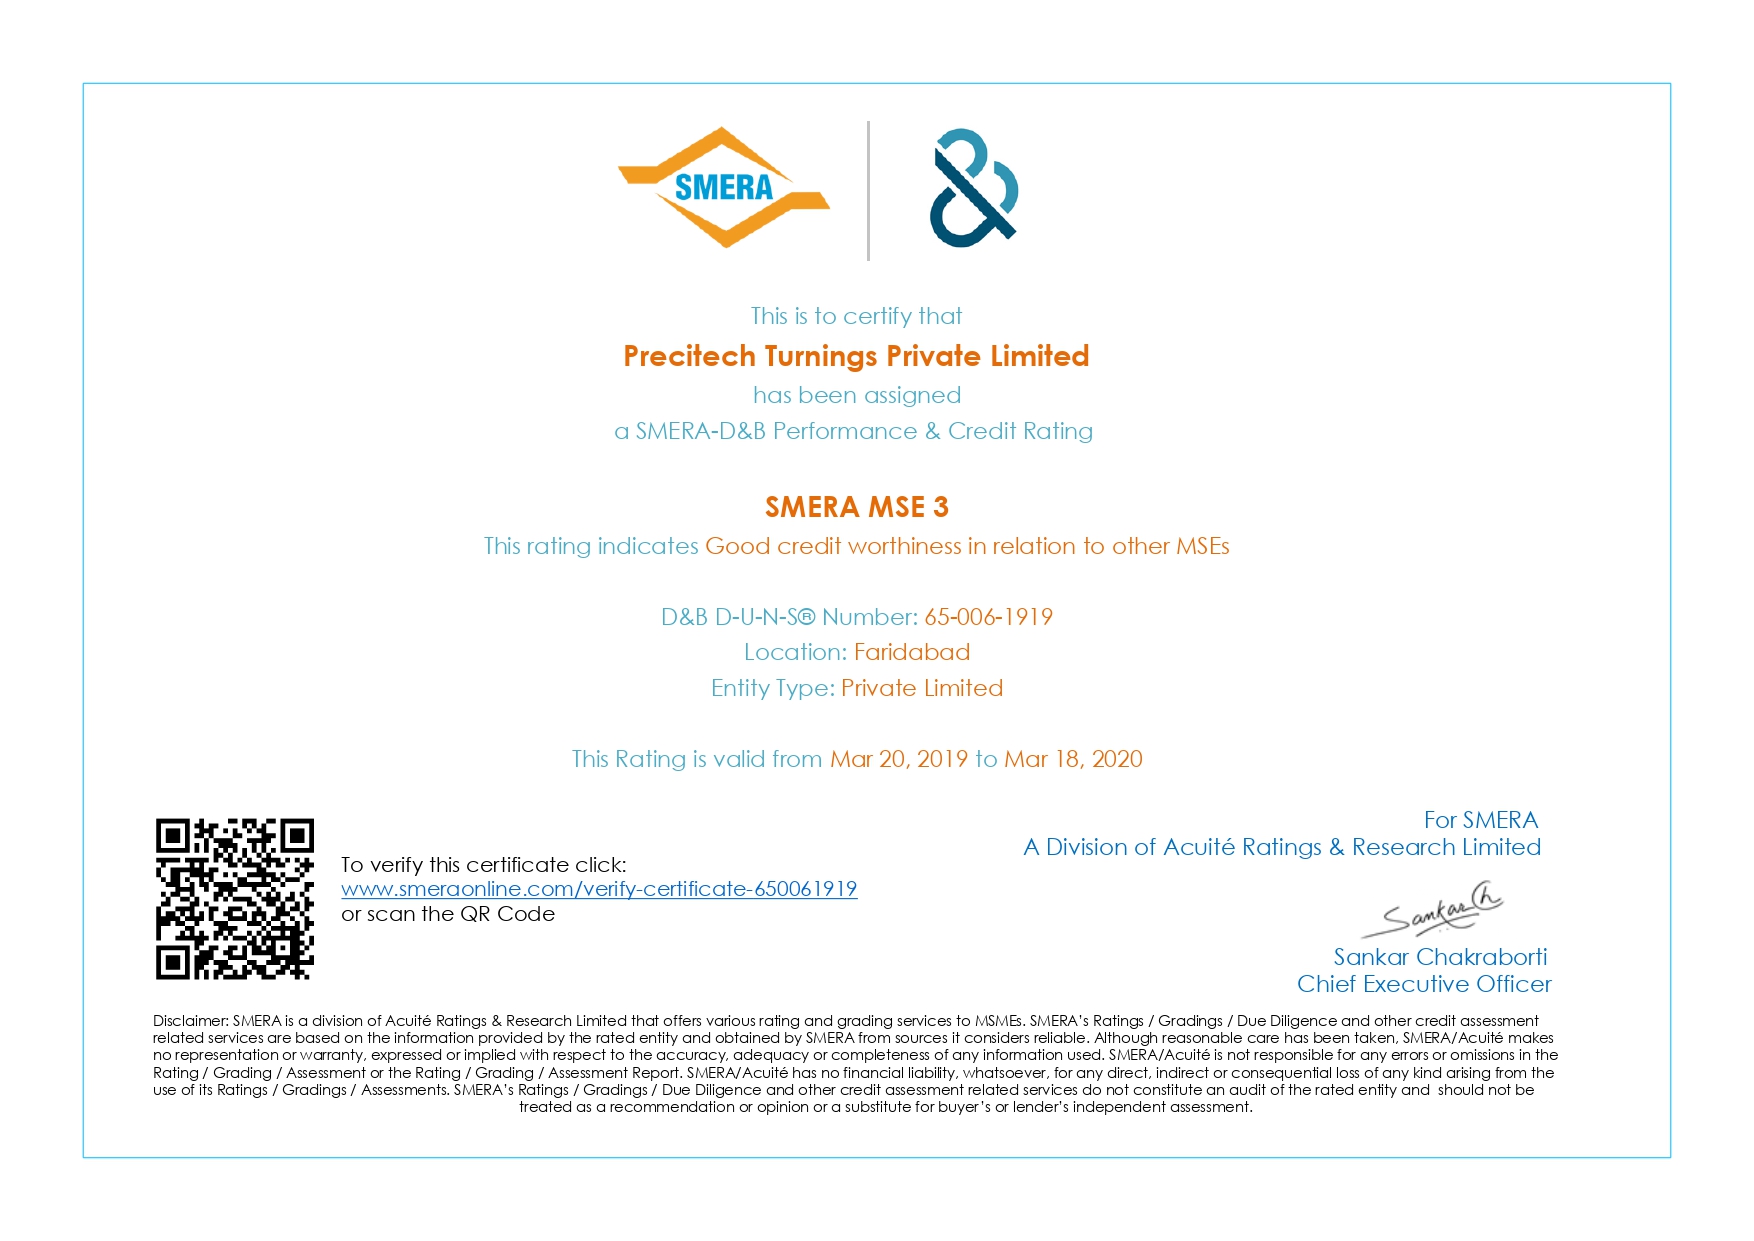 SMERA
This is to certify that
Precitech Turnings Private Limited
has been assigned
a SMERA-D&B Performance & Credit Rating
SMERA MSE 3
This rating indicates Good credit worthiness in relation to other MSEs
D&B D-U-N-S® Number: 65-006-1919
Location: Faridabad
Entity Type: Private Limited
This Rating is valid from Mar 20, 2019 to Mar 18, 2020
To verify this certificate click:
www.smeraonline.com/verify-certificate-650061919
or scan the QR Code
For SMERA
A Division of Acuité Ratings & Research Limited
Sankar Ch
Sankar Chakraborti
Chief Executive Officer
Disclaimer: SMERA is a division of Acuité Ratings & Research Limited that offers various rating and grading services to MSMEs. SMERA’s Ratings / Gradings / Due Diligence and other credit assessment
related services are based on the information provided by the rated entity and obtained by SMERA from sources it considers reliable. Although reasonable care has been taken, SMERA/Acuité makes
no representation or warranty, expressed or implied with respect to the accuracy, adequacy or completeness of any information used. SMERA/Acuité is not responsible for any errors or omissions in the
Rating / Grading / Assessment or the Rating / Grading / Assessment Report. SMERA/Acuité has no financial liability, whatsoever, for any direct, indirect or consequential loss of any kind arising from the
use of its Ratings / Gradings / Assessments. SMERA’s Ratings / Gradings / Due Diligence and other credit assessment related services do not constitute an audit of the rated entity and should not be
treated as a recommendation or opinion or a substitute for buyer’s or lender’s independent assessment.